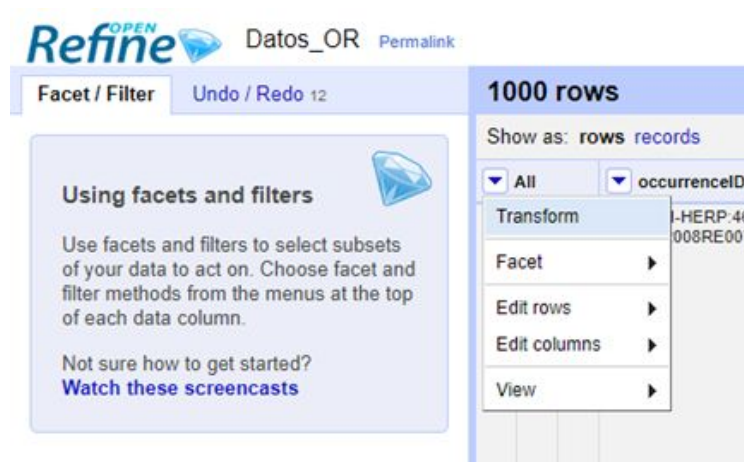 OPEN
Refine Datos_OR Permalink
Facet / Filter Undo / Redo 12
1000 rows
Show as: rows records
All occurrenceID
Using facets and filters
Use facets and filters to select subsets
of your data to act on. Choose facet and
filter methods from the menus at the top
of each data column.
Not sure how to get started?
Watch these screencasts
Transform
Facet
Edit rows
Edit columns
View